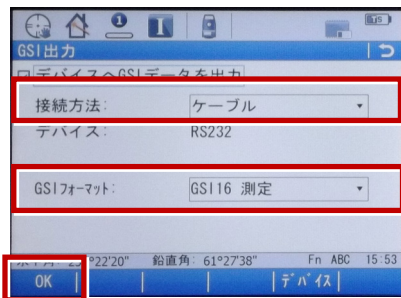 GSI出力
デバイスへGSIデータを出力
接続方法: ケーブル
デバイス: RS232
GSIフォーマット: GSI16 測定
°22'20" 鉛直角: 61°27'38" Fn ABC 15:53
OK デバイス